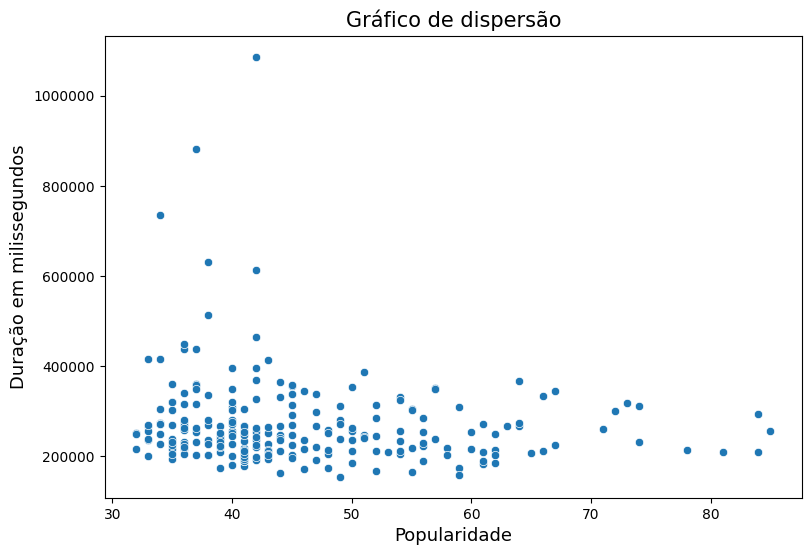 Gráfico de dispersão
Duração em milissegundos
1000000
800000
600000
400000
200000
30 40 50 60 70 80
Popularidade